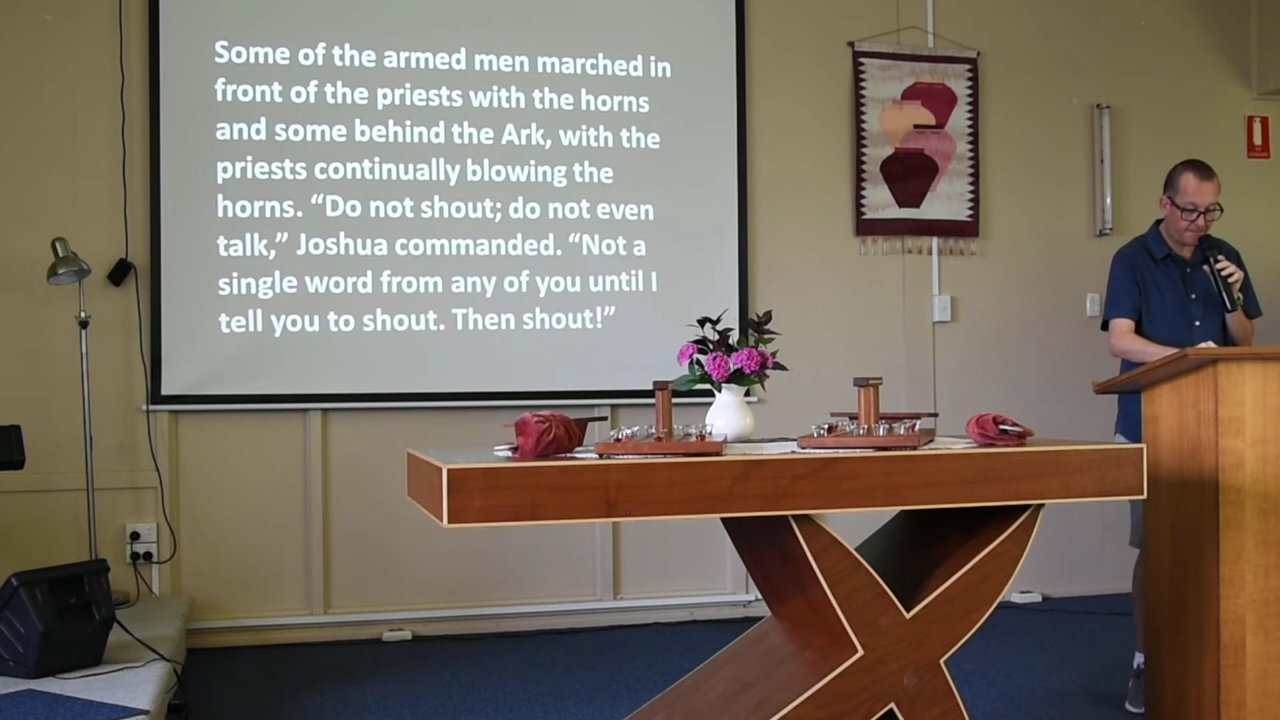 Some of the armed men marched in
front of the priests with the horns
and some behind the Ark, with the
priests continually blowing the
horns. “Do not shout; do not even
talk,” Joshua commanded. “Not a
single word from any of you until I
tell you to shout. Then shout!”